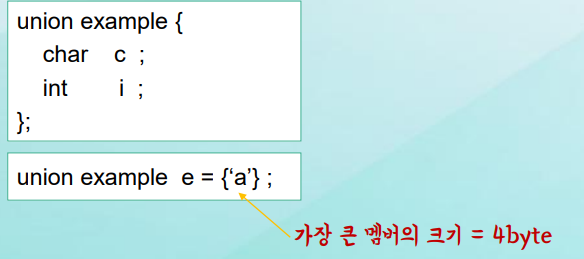 union example {
char c ;
int i ;
};
union example e = {‘a’} ;
가장 큰 멤버의 크기 = 4byte